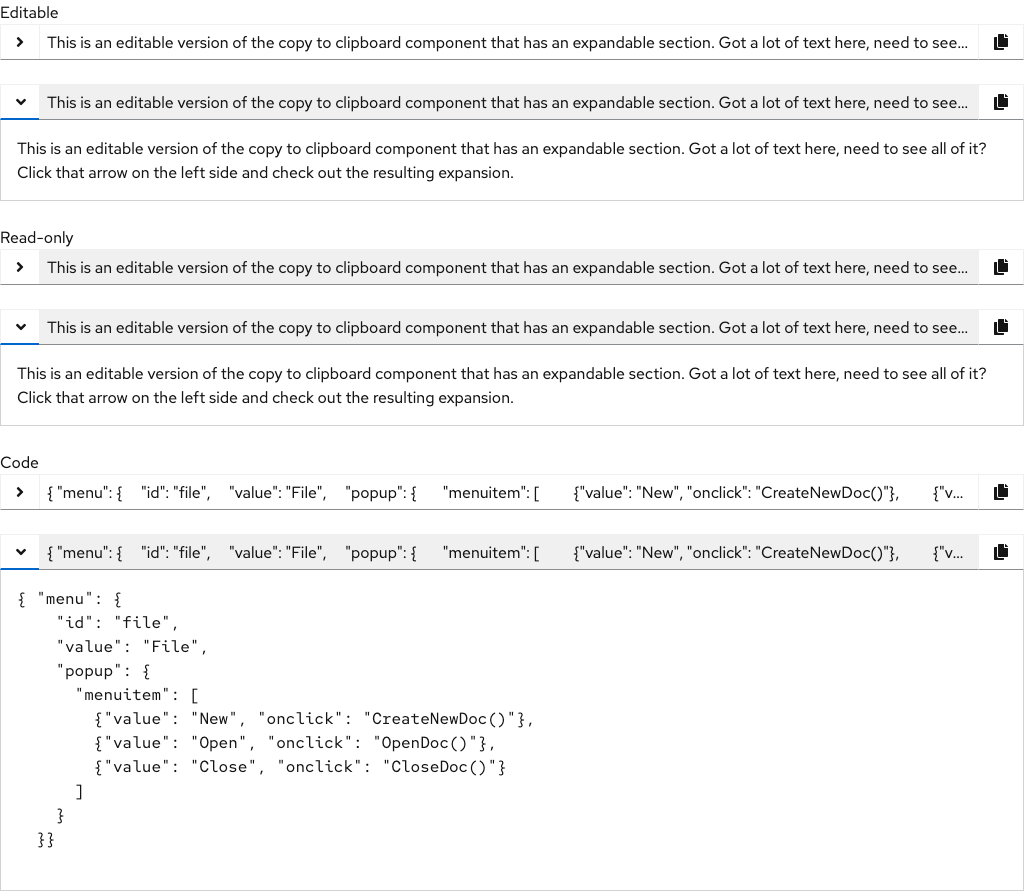 Editable
This is an editable version of the copy to clipboard component that has an expandable section. Got a lot of text here, need to see...
This is an editable version of the copy to clipboard component that has an expandable section. Got a lot of text here, need to see...
This is an editable version of the copy to clipboard component that has an expandable section. Got a lot of text here, need to see all of it?
Click that arrow on the left side and check out the resulting expansion.
Read-only
This is an editable version of the copy to clipboard component that has an expandable section. Got a lot of text here, need to see...
This is an editable version of the copy to clipboard component that has an expandable section. Got a lot of text here, need to see...
This is an editable version of the copy to clipboard component that has an expandable section. Got a lot of text here, need to see all of it?
Click that arrow on the left side and check out the resulting expansion.
Code
{ "menu": {    "id": "file",    "value": "File",    "popup": {      "menuitem": [        {"value": "New", "onclick": "CreateNewDoc()"},        {"v...
{ "menu": {    "id": "file",    "value": "File",    "popup": {      "menuitem": [        {"value": "New", "onclick": "CreateNewDoc()"},        {"v...
{ "menu": {
    "id": "file",
    "value": "File",
    "popup": {
      "menuitem": [
        {"value": "New", "onclick": "CreateNewDoc()"},
        {"value": "Open", "onclick": "OpenDoc()"},
        {"value": "Close", "onclick": "CloseDoc()"}
      ]
    }
  }}